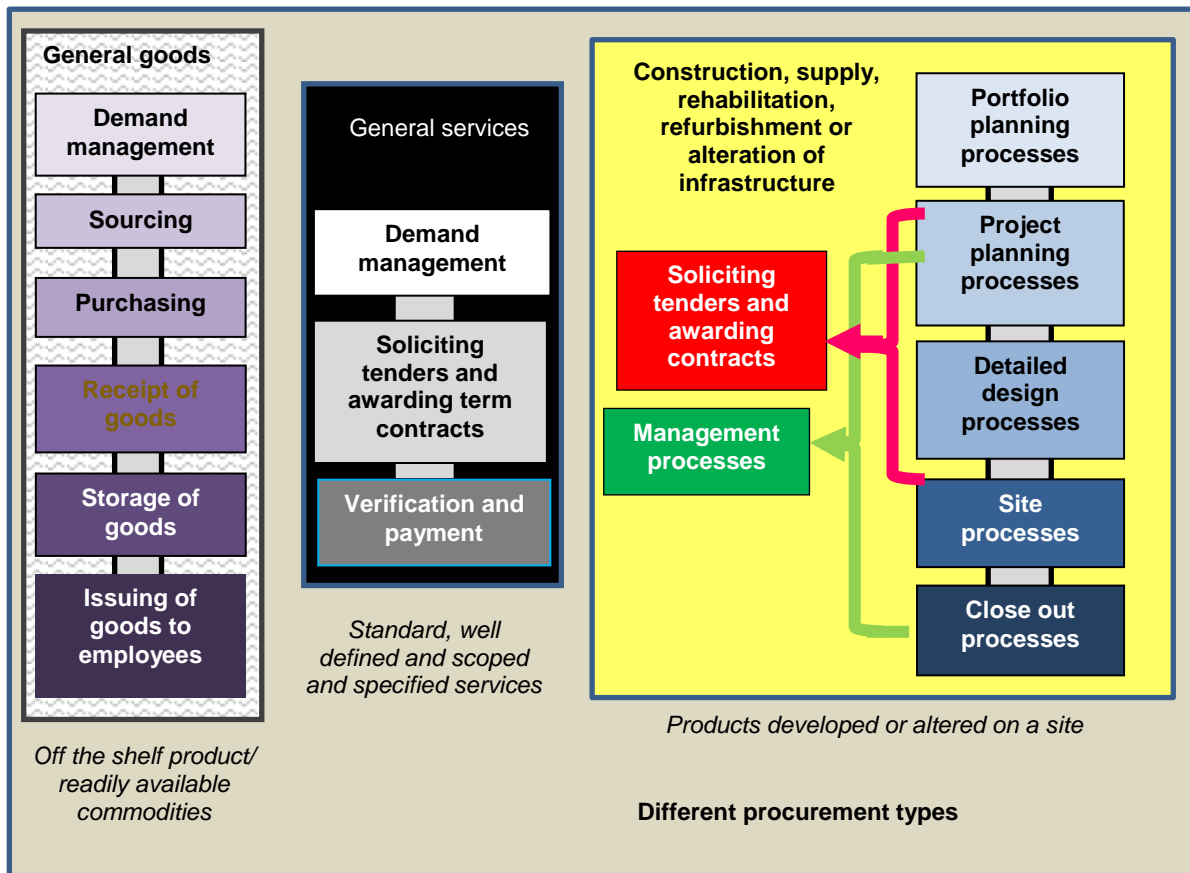 General goods
Demand
management
Sourcing
Purchasing
Receipt of
goods
Storage of
goods
Issuing of
goods to
employees
Off the shelf product/
readily available
commodities
General services
Demand
management
Soliciting
tenders and
awarding term
contracts
Verification and
payment
Standard, well
defined and scoped
and specified services
Construction, supply,
rehabilitation,
refurbishment or
alteration of
infrastructure
Soliciting
tenders and
awarding
contracts
Management
processes
Portfolio
planning
processes
Project
planning
processes
Detailed
design
processes
Site
processes
Close out
processes
Products developed or altered on a site
Different procurement types